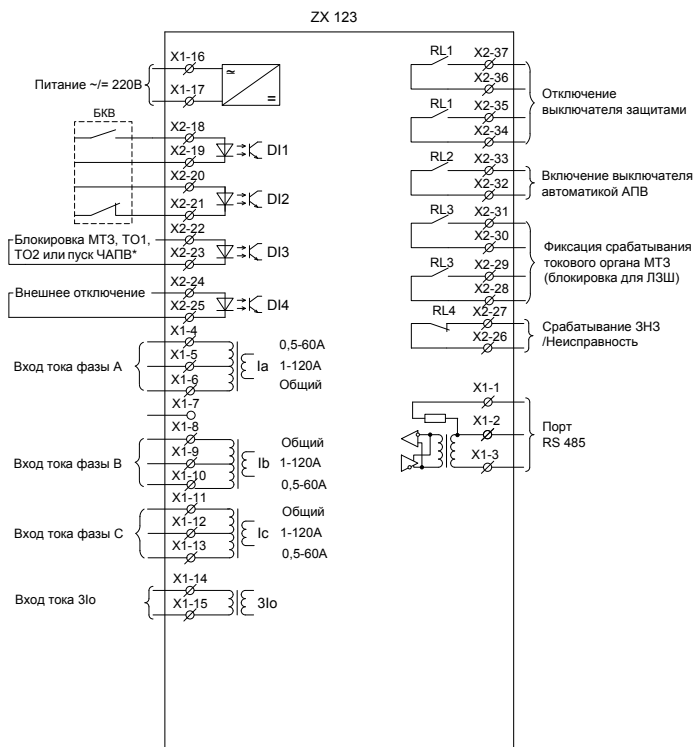 ZX 123
X1-16
Питание ~/= 220В
X1-17
БКВ
X2-18
X2-19
DI1
X2-20
X2-21
DI2
X2-22
Блокировка МТЗ, ТО1,
ТО2 или пуск ЧАПВ*
X2-23
DI3
X2-24
Внешнее отключение
X2-25
DI4
X1-4
0,5-60А
X1-5
Вход тока фазы А
Ia
1-120А
X1-6
Общий
X1-7
X1-8
Общий
X1-9
Вход тока фазы В
Ib
1-120А
X1-10
0,5-60А
X1-11
Общий
X1-12
Вход тока фазы С
Ic
1-120А
X1-13
0,5-60А
X1-14
Вход тока 3Iо
X1-15
3Iо
RL1
X2-37
X2-36
RL1
X2-35
X2-34
Отключение
выключателя защитами
RL2
X2-33
X2-32
Включение выключателя
автоматикой АПВ
RL3
X2-31
X2-30
RL3
X2-29
X2-28
Фиксация срабатывания
токового органа МТЗ
(блокировка для ЛЗШ)
RL4
X2-27
X2-26
Срабатывание ЗНЗ
/Неисправность
X1-1
X1-2
X1-3
Порт
RS 485